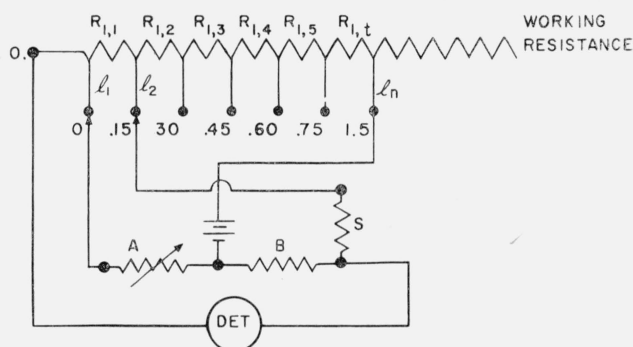 R1,1 R1,2 R1,3 R1,4 R1,5 R1,t WORKING
0. RESISTANCE
ℓ1 ℓ2 ℓn
0 .15 30 .45 .60 .75 1.5
S
A B
DET